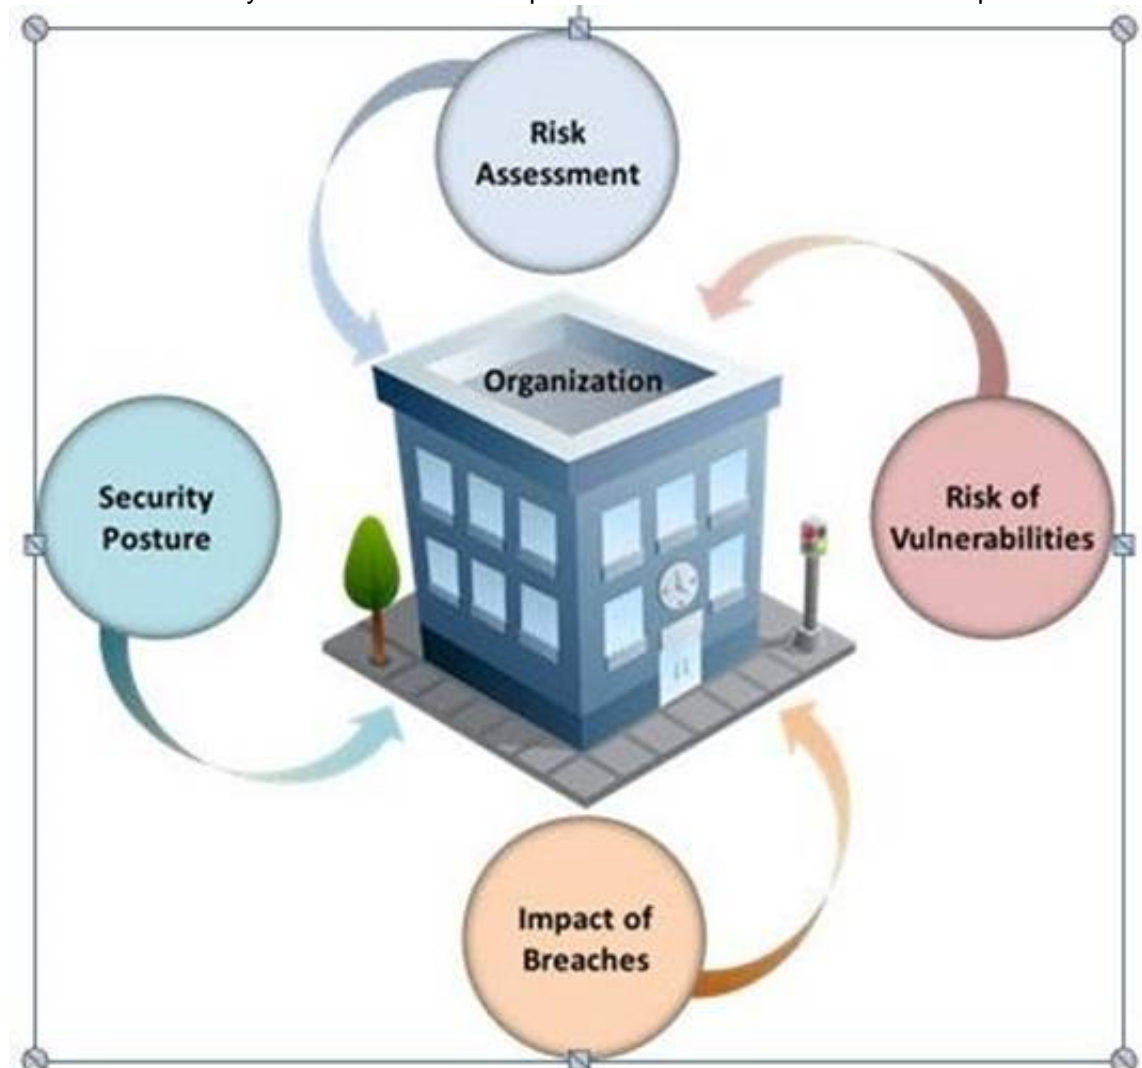 Risk
Assessment
Organization
Security
Posture
Risk of
Vulnerabilities
Impact of
Breaches